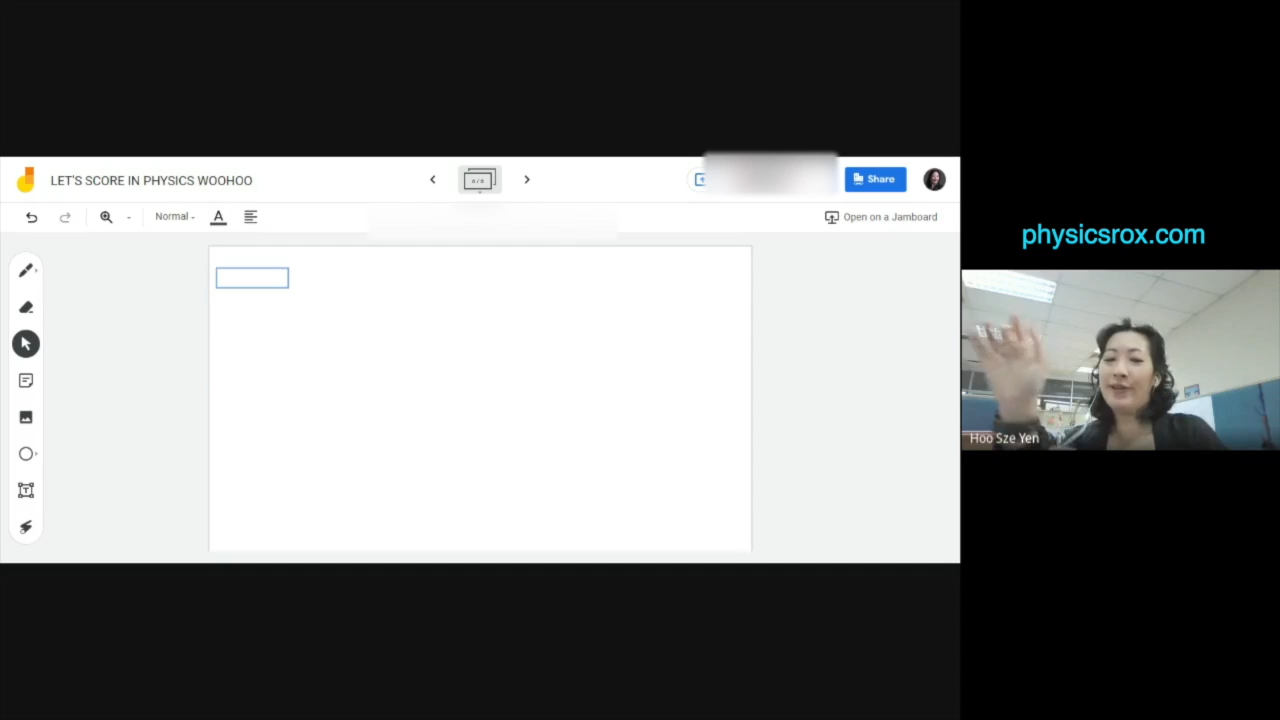 LET'S SCORE IN PHYSICS WOOHOO
Share
Normal
A
Open on a Jamboard
physicsrox.com
Hoo Sze Yen